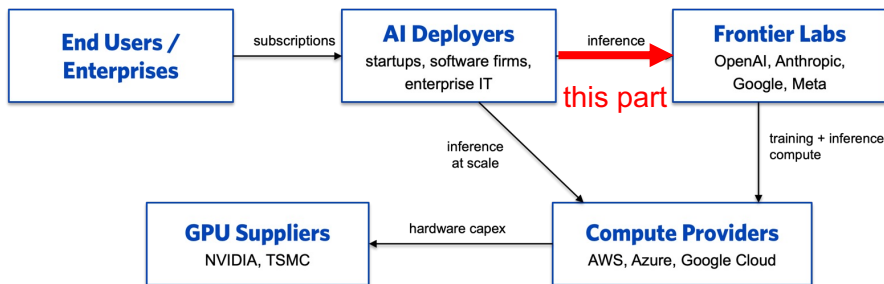 End Users /
Enterprises
subscriptions
AI Deployers
startups, software firms,
enterprise IT
inference
this part
Frontier Labs
OpenAI, Anthropic,
Google, Meta
inference
at scale
training + inference
compute
GPU Suppliers
NVIDIA, TSMC
hardware capex
Compute Providers
AWS, Azure, Google Cloud